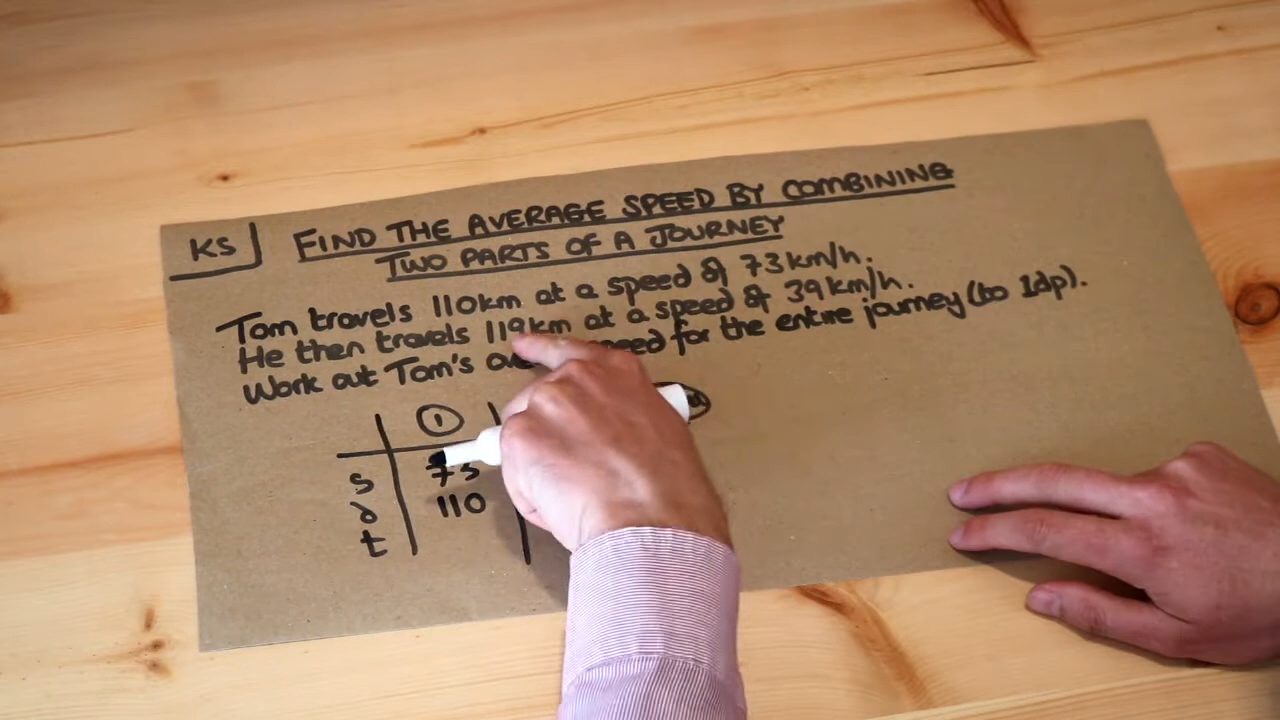 KS
FIND THE AVERAGE SPEED BY COMBINING
TWO PARTS OF A JOURNEY
Tom travels 110km at a speed of 73km/h.
He then travels 119km at a speed of 39km/h.
Work out Tom's for the entire journey (to 1dp).
1
s 73
d 110
t